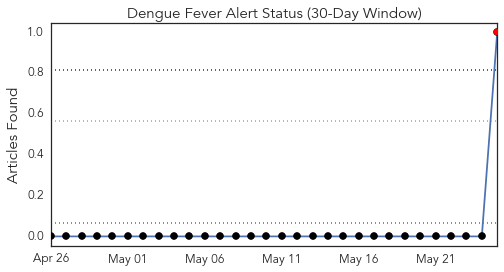 Dengue Fever Alert Status (30-Day Window)
Articles Found
1.0
0.8
0.6
0.4
0.2
0.0
Apr 26 May 01 May 06 May 11 May 16 May 21